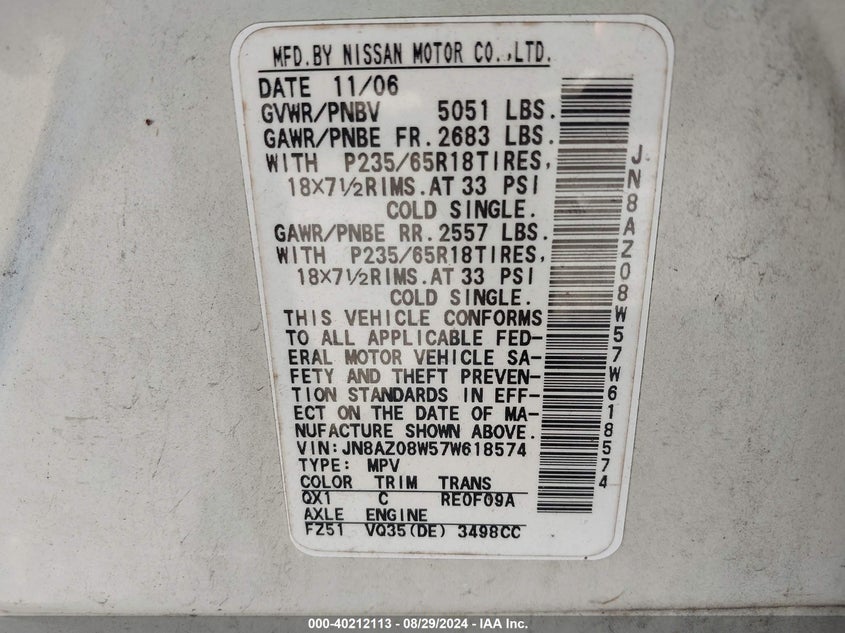 MFD.BY NISSAN MOTOR CO.,LTD.
DATE 11/06
GVWR/PNBV 5051 LBS.
GAWR/PNBE FR.2683 LBS.
WITH P235/65R18TIRES,
18X7½RIMS.AT 33 PSI
COLD SINGLE.
GAWR/PNBE RR.2557 LBS.
WITH P235/65R18TIRES,
18X7½RIMS.AT 33 PSI
COLD SINGLE.
THIS VEHICLE CONFORMS
TO ALL APPLICABLE FED-
ERAL MOTOR VEHICLE SA-
FETY AND THEFT PREVEN-
TION STANDARDS IN EFF-
ECT ON THE DATE OF MA-
NUFACTURE SHOWN ABOVE.
VIN:JN8AZ08W57W618574
TYPE: MPV
COLOR TRIM TRANS
QX1 C RE0F09A
AXLE ENGINE
FZ51 VQ35(DE) 3498CC
JN8AZ08W57W618574
000-40212113 - 08/29/2024 - IAA Inc.